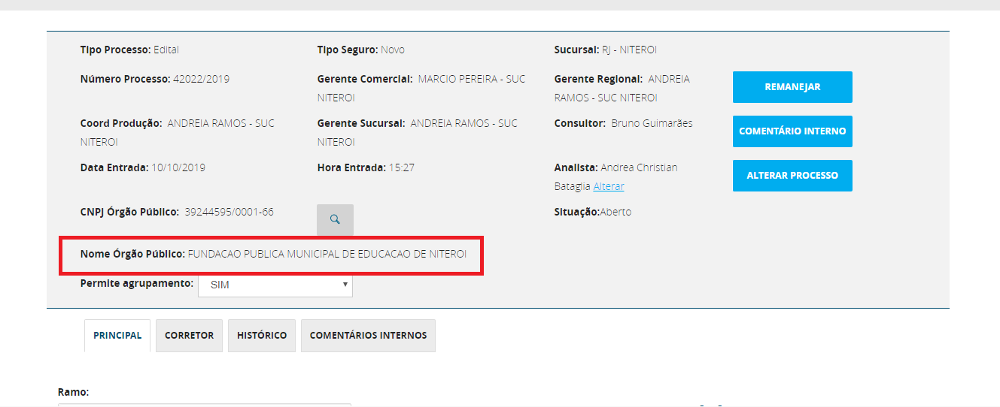 Tipo Processo: Edital
Tipo Seguro: Novo
Sucursal: RJ - NITEROI
Número Processo: 42022/2019
Gerente Comercial: MARCIO PEREIRA - SUC
NITEROI
Gerente Regional: ANDREIA
RAMOS - SUC NITEROI
REMANEJAR
Coord Produção: ANDREIA RAMOS - SUC
NITEROI
Gerente Sucursal: ANDREIA RAMOS - SUC
NITEROI
Consultor: Bruno Guimarães
COMENTÁRIO INTERNO
Data Entrada: 10/10/2019
Hora Entrada: 15:27
Analista: Andrea Christian
Bataglia Alterar
ALTERAR PROCESSO
CNPJ Órgão Público: 39244595/0001-66
Situação:Aberto
Nome Órgão Público: FUNDACAO PUBLICA MUNICIPAL DE EDUCACAO DE NITEROI
Permite agrupamento: SIM
PRINCIPAL
CORRETOR
HISTÓRICO
COMENTÁRIOS INTERNOS
Ramo: